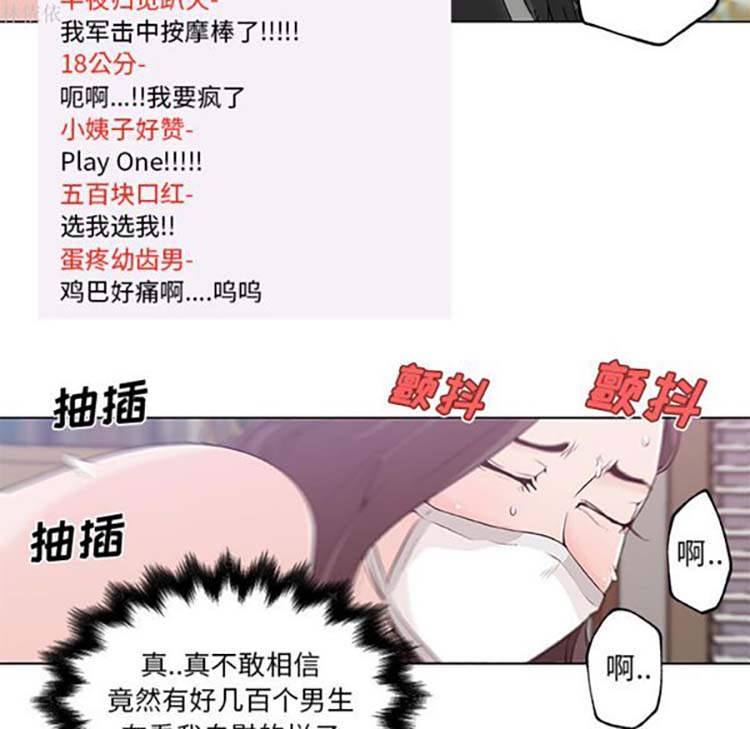 林依依
我军击中按摩棒了!!!!!
18公分-
呃啊...!!我要疯了
小姨子好赞-
Play One!!!!!
五百块口红-
选我选我!!
蛋疼幼齿男-
鸡巴好痛啊....呜呜
抽插
颤抖
颤抖
抽插
啊..
啊..
真..真不敢相信
竟然有好几百个男生